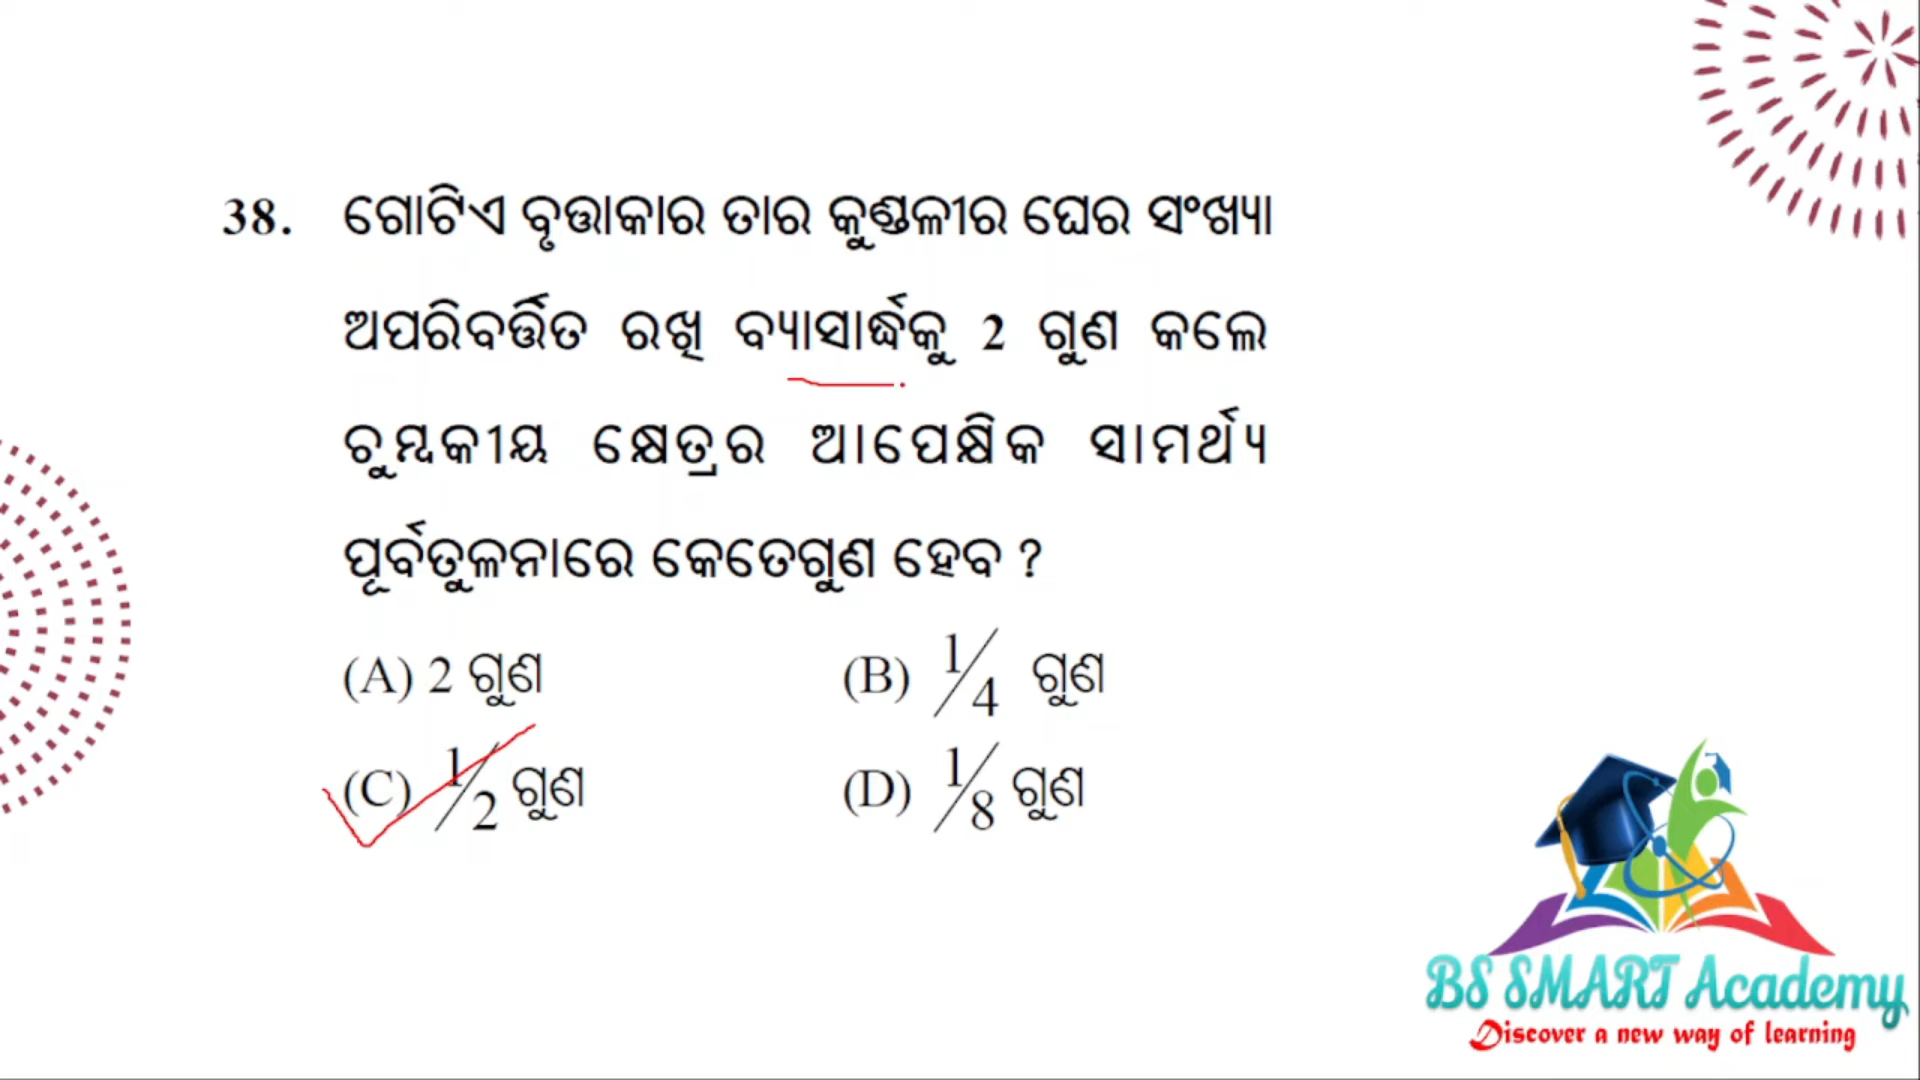 38. ଗୋଟିଏ ବୃତ୍ତାକାର ତାର କୁଣ୍ଡଳୀର ଘେର ସଂଖ୍ୟା
ଅପରିବର୍ତ୍ତିତ ରଖି ବ୍ୟାସାର୍ଦ୍ଧକୁ 2 ଗୁଣ କଲେ
ଚୁମ୍ବକୀୟ କ୍ଷେତ୍ରର ଆପେକ୍ଷିକ ସାମର୍ଥ୍ୟ
ପୂର୍ବତୁଳନାରେ କେତେଗୁଣ ହେବ ?
(A) 2 ଗୁଣ (B) 1/4 ଗୁଣ
(C) 1/2 ଗୁଣ (D) 1/8 ଗୁଣ
BS SMART Academy
Discover a new way of learning